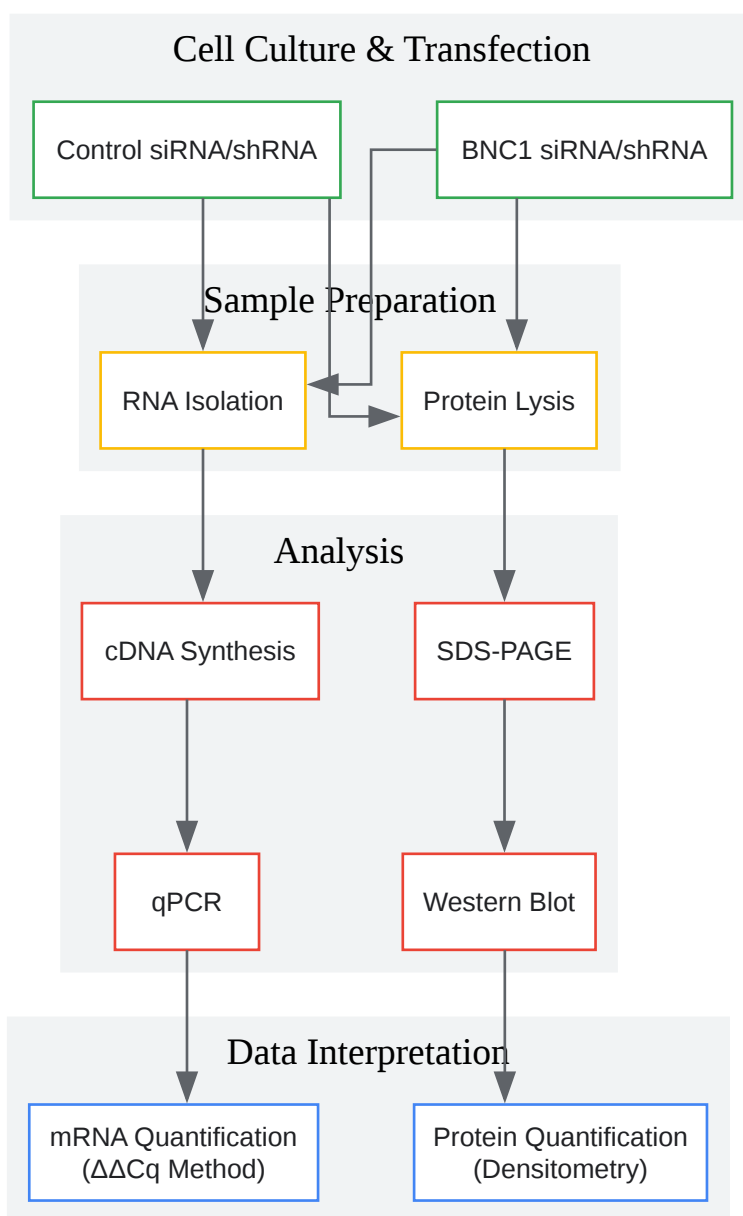 Cell Culture & Transfection
Control siRNA/shRNA
BNC1 siRNA/shRNA
Sample Preparation
RNA Isolation
Protein Lysis
Analysis
cDNA Synthesis
SDS-PAGE
qPCR
Western Blot
Data Interpretation
mRNA Quantification
(ΔΔCq Method)
Protein Quantification
(Densitometry)